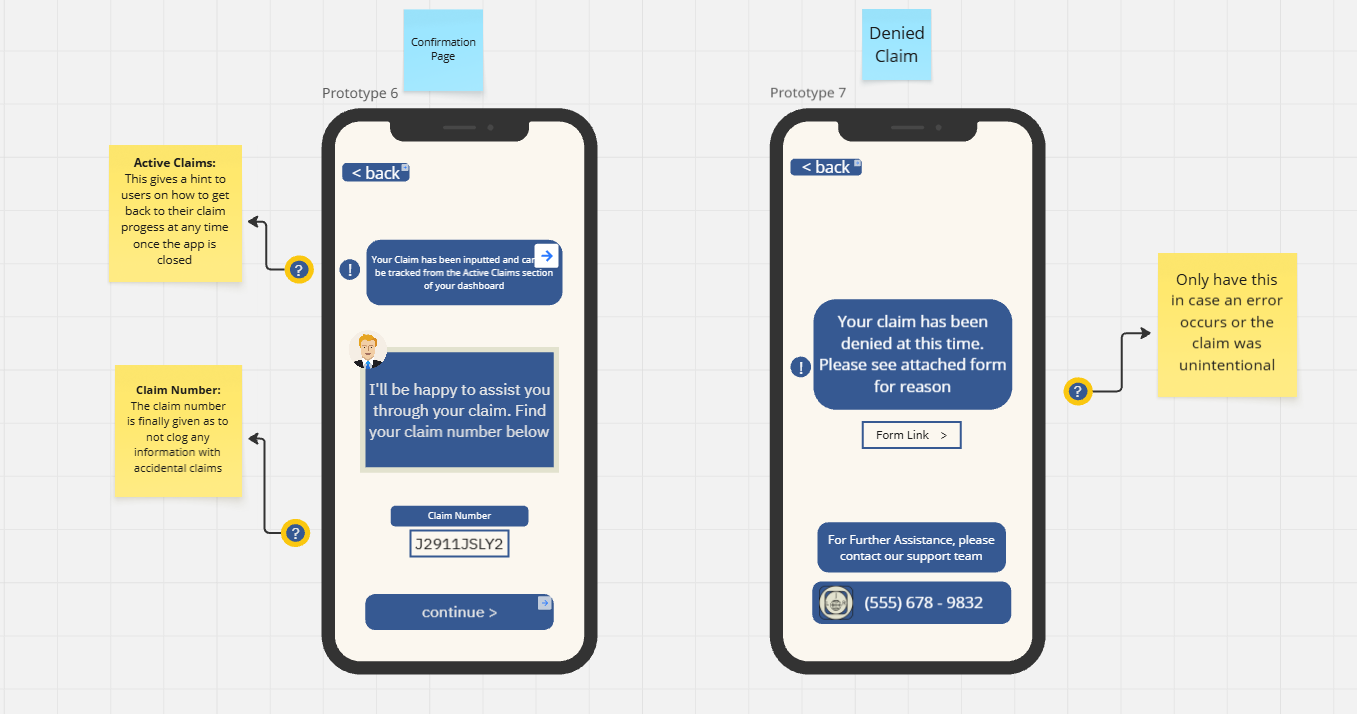 Confirmation
Page
Denied
Claim
Prototype 6
Prototype 7
Active Claims:
This gives a hint to
users on how to get
back to their claim
progess at any time
once the app is
closed
?
Claim Number:
The claim number
is finally given as to
not clog any
information with
accidental claims
?
< back
!
Your Claim has been inputted and can
be tracked from the Active Claims section
of your dashboard
I'll be happy to assist you
through your claim. Find
your claim number below
Claim Number
J2911JSLY2
continue >
< back
!
Your claim has been
denied at this time.
Please see attached form
for reason
Form Link >
For Further Assistance, please
contact our support team
(555) 678 - 9832
?
Only have this
in case an error
occurs or the
claim was
unintentional